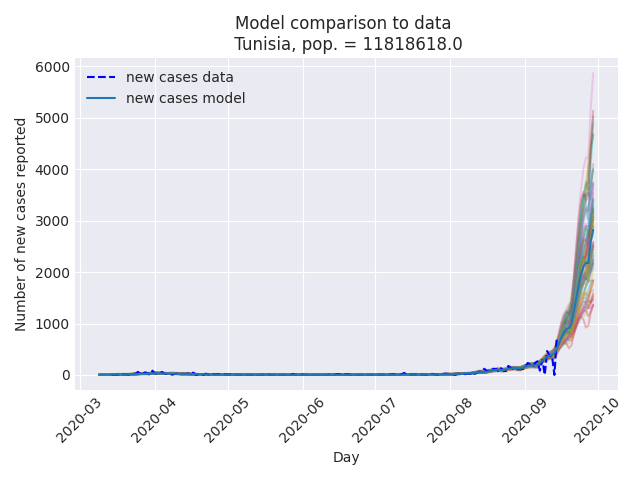 Model comparison to data
Tunisia, pop. = 11818618.0
new cases data
new cases model
Number of new cases reported
6000
5000
4000
3000
2000
1000
0
2020-03
2020-04
2020-05
2020-06
2020-07
2020-08
2020-09
2020-10
Day